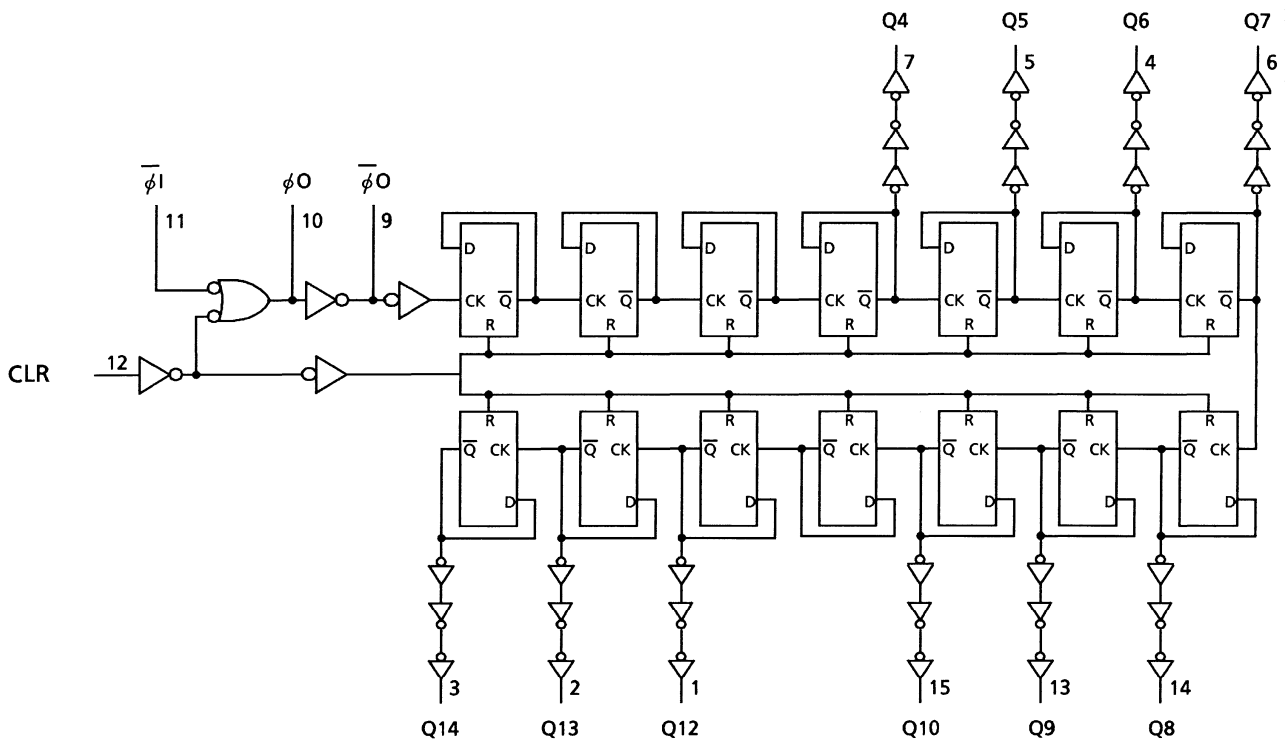 Q4 Q5 Q6 Q7
7 5 4 6
φ̅I φO φ̅O
11 10 9
D D D D D D D
CK Q̅ CK Q̅ CK Q̅ CK Q̅ CK Q̅ CK Q̅ CK Q̅
R R R R R R R
CLR 12
R R R R R R R
Q̅ CK Q̅ CK Q̅ CK Q̅ CK Q̅ CK Q̅ CK Q̅ CK
D D D D D D D
3 2 1 15 13 14
Q14 Q13 Q12 Q10 Q9 Q8